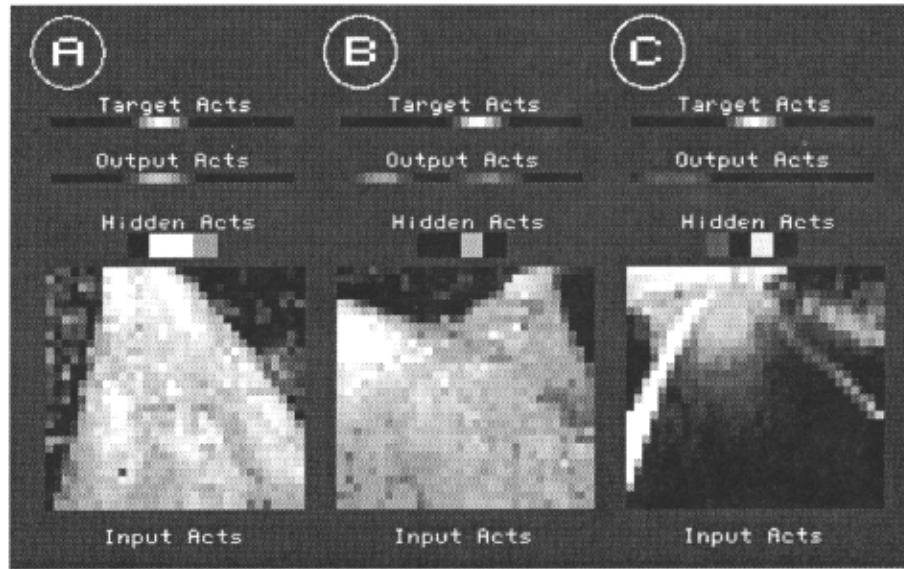 A
Target Acts
Output Acts
Hidden Acts
Input Acts
B
Target Acts
Output Acts
Hidden Acts
Input Acts
C
Target Acts
Output Acts
Hidden Acts
Input Acts